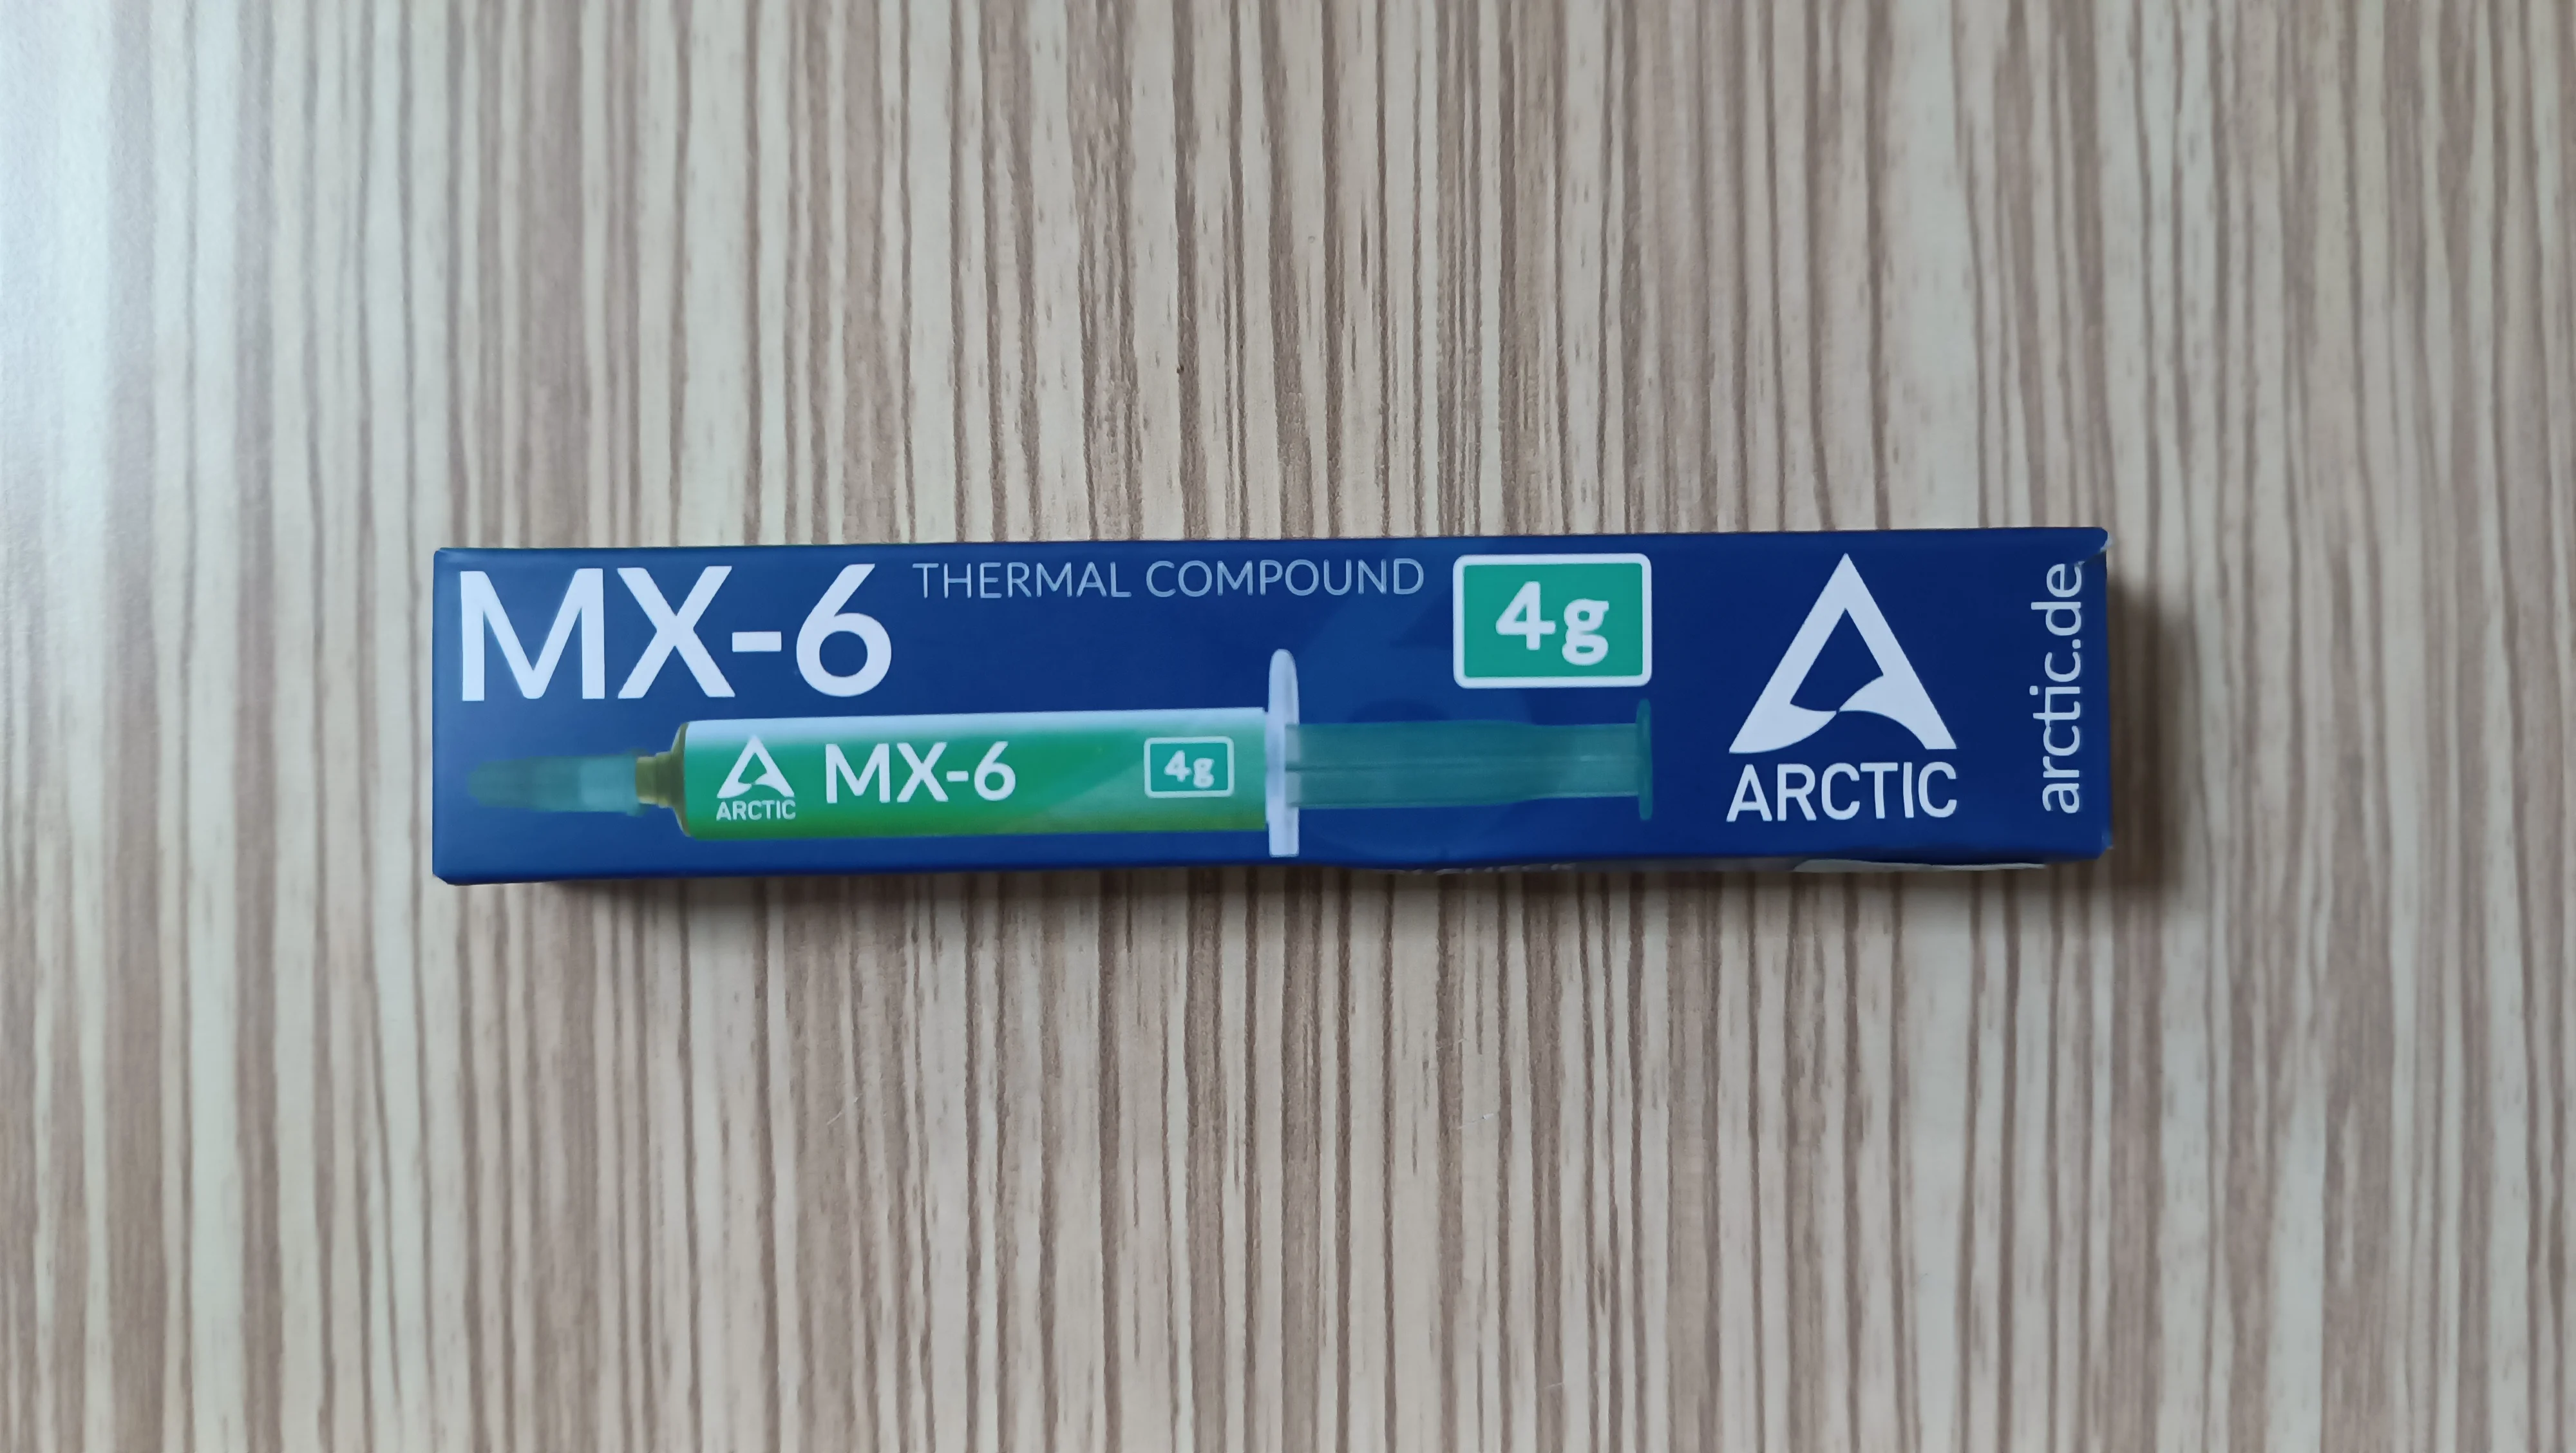 MX-6 THERMAL COMPOUND
4g
ARCTIC
MX-6
4g
ARCTIC
arctic.de